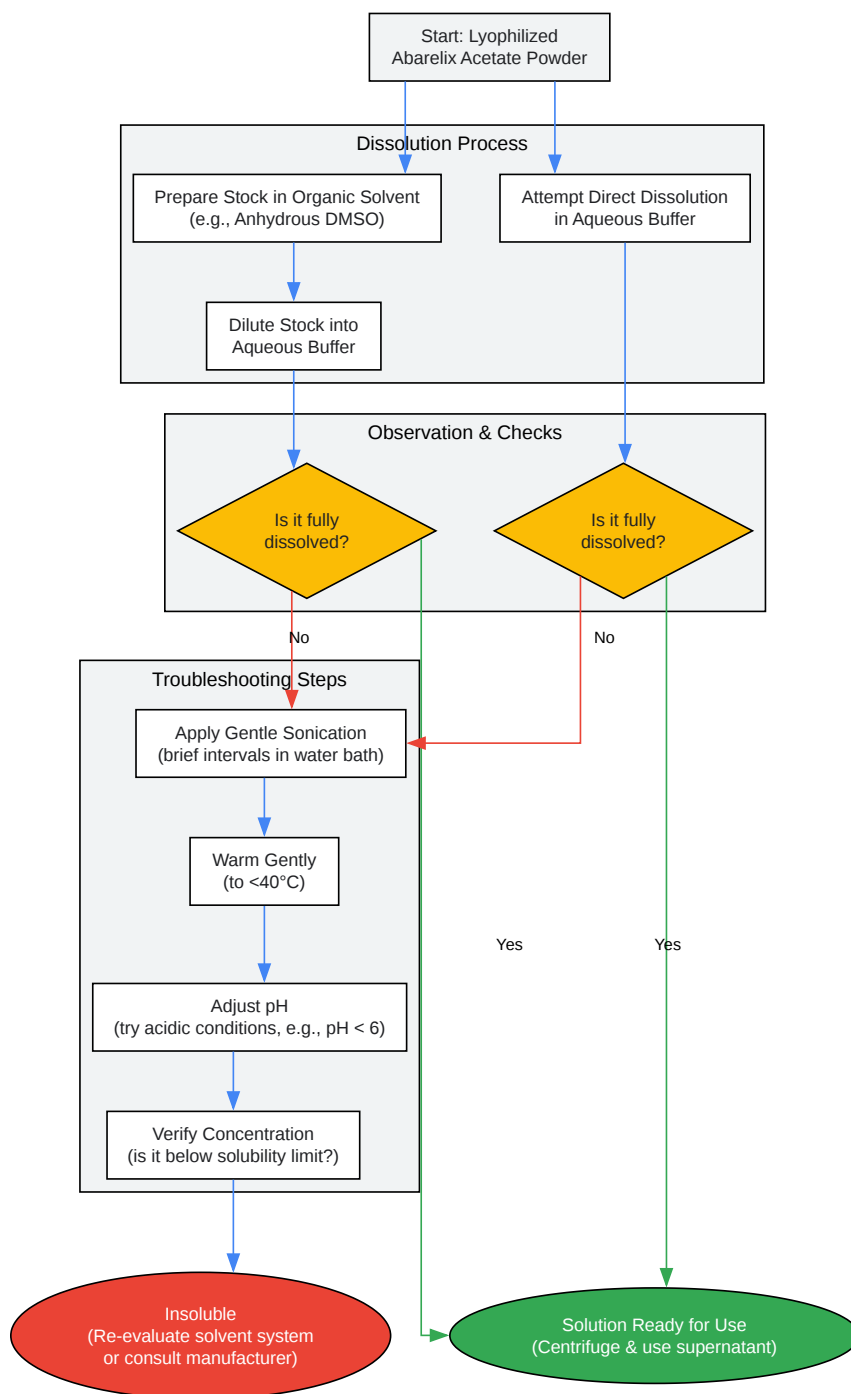 Start: Lyophilized
Abarelix Acetate Powder
Dissolution Process
Prepare Stock in Organic Solvent
(e.g., Anhydrous DMSO)
Attempt Direct Dissolution
in Aqueous Buffer
Dilute Stock into
Aqueous Buffer
Observation & Checks
Is it fully
dissolved?
Is it fully
dissolved?
No
No
Troubleshooting Steps
Apply Gentle Sonication
(brief intervals in water bath)
Warm Gently
(to <40°C)
Yes
Yes
Adjust pH
(try acidic conditions, e.g., pH < 6)
Verify Concentration
(is it below solubility limit?)
Insoluble
(Re-evaluate solvent system
or consult manufacturer)
Solution Ready for Use
(Centrifuge & use supernatant)